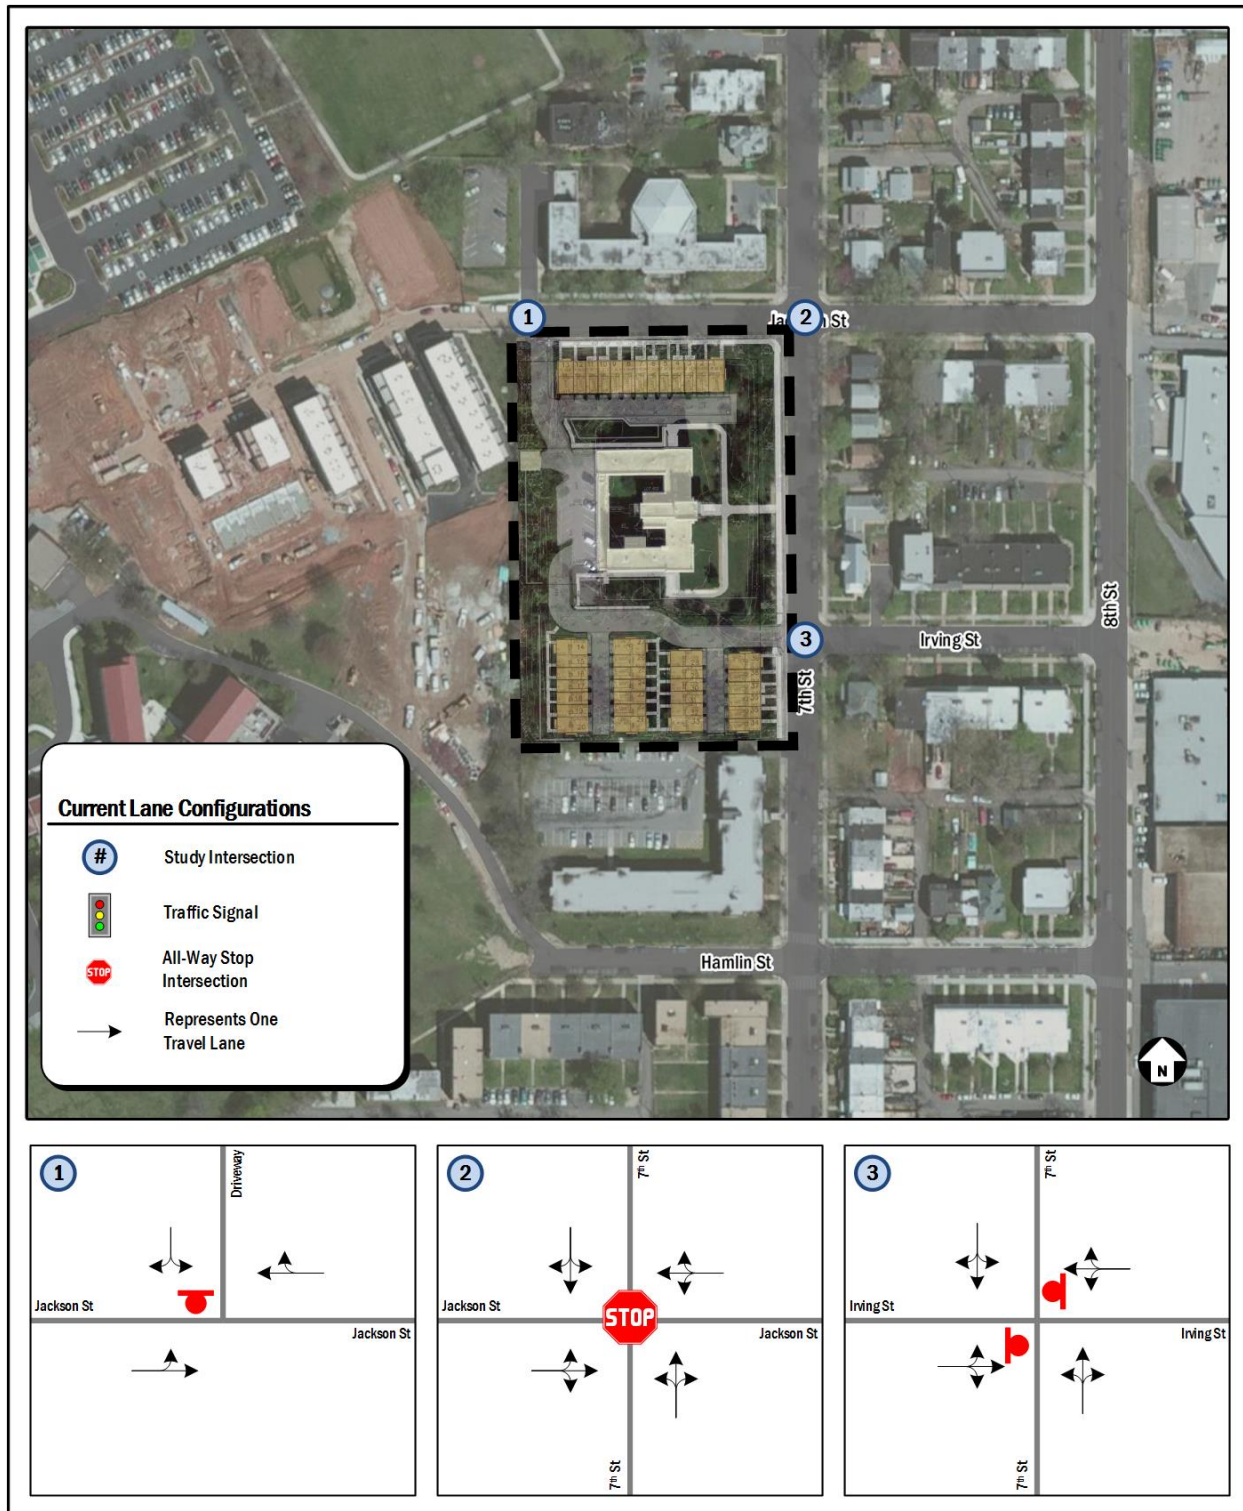 1
2
Jackson St
8th St
3
Irving St
7th St
Current Lane Configurations
# Study Intersection
Traffic Signal
STOP All-Way Stop
Intersection
Represents One
Travel Lane
Hamlin St
N
1
Driveway
Jackson St
Jackson St
2
7th St
Jackson St
STOP
Jackson St
7th St
3
7th St
Irving St
Irving St
7th St